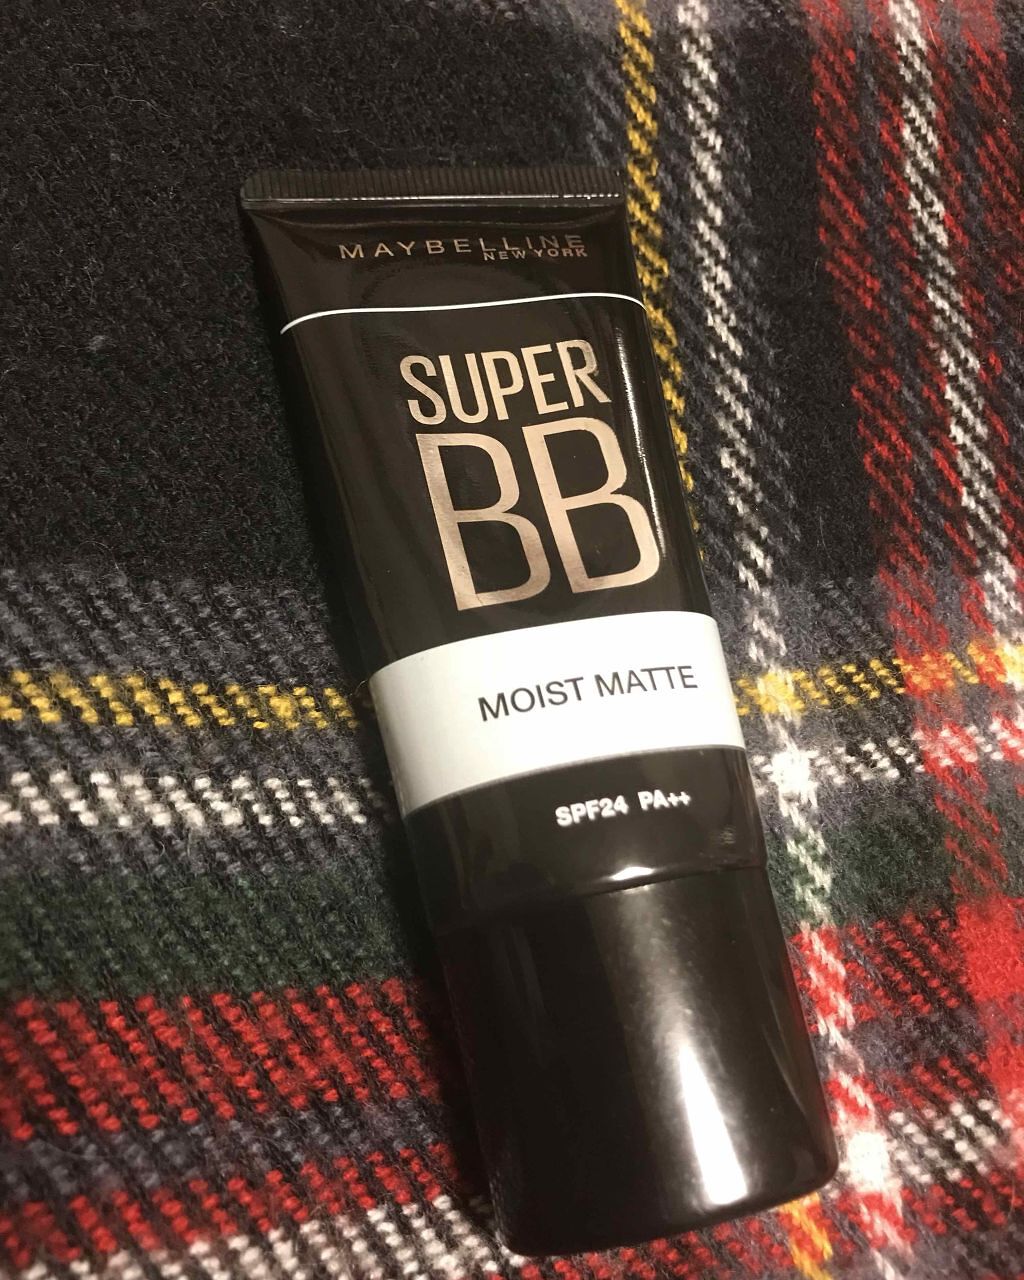 MAYBELLINE
NEW YORK
SUPER
BB
MOIST MATTE
SPF24 PA++